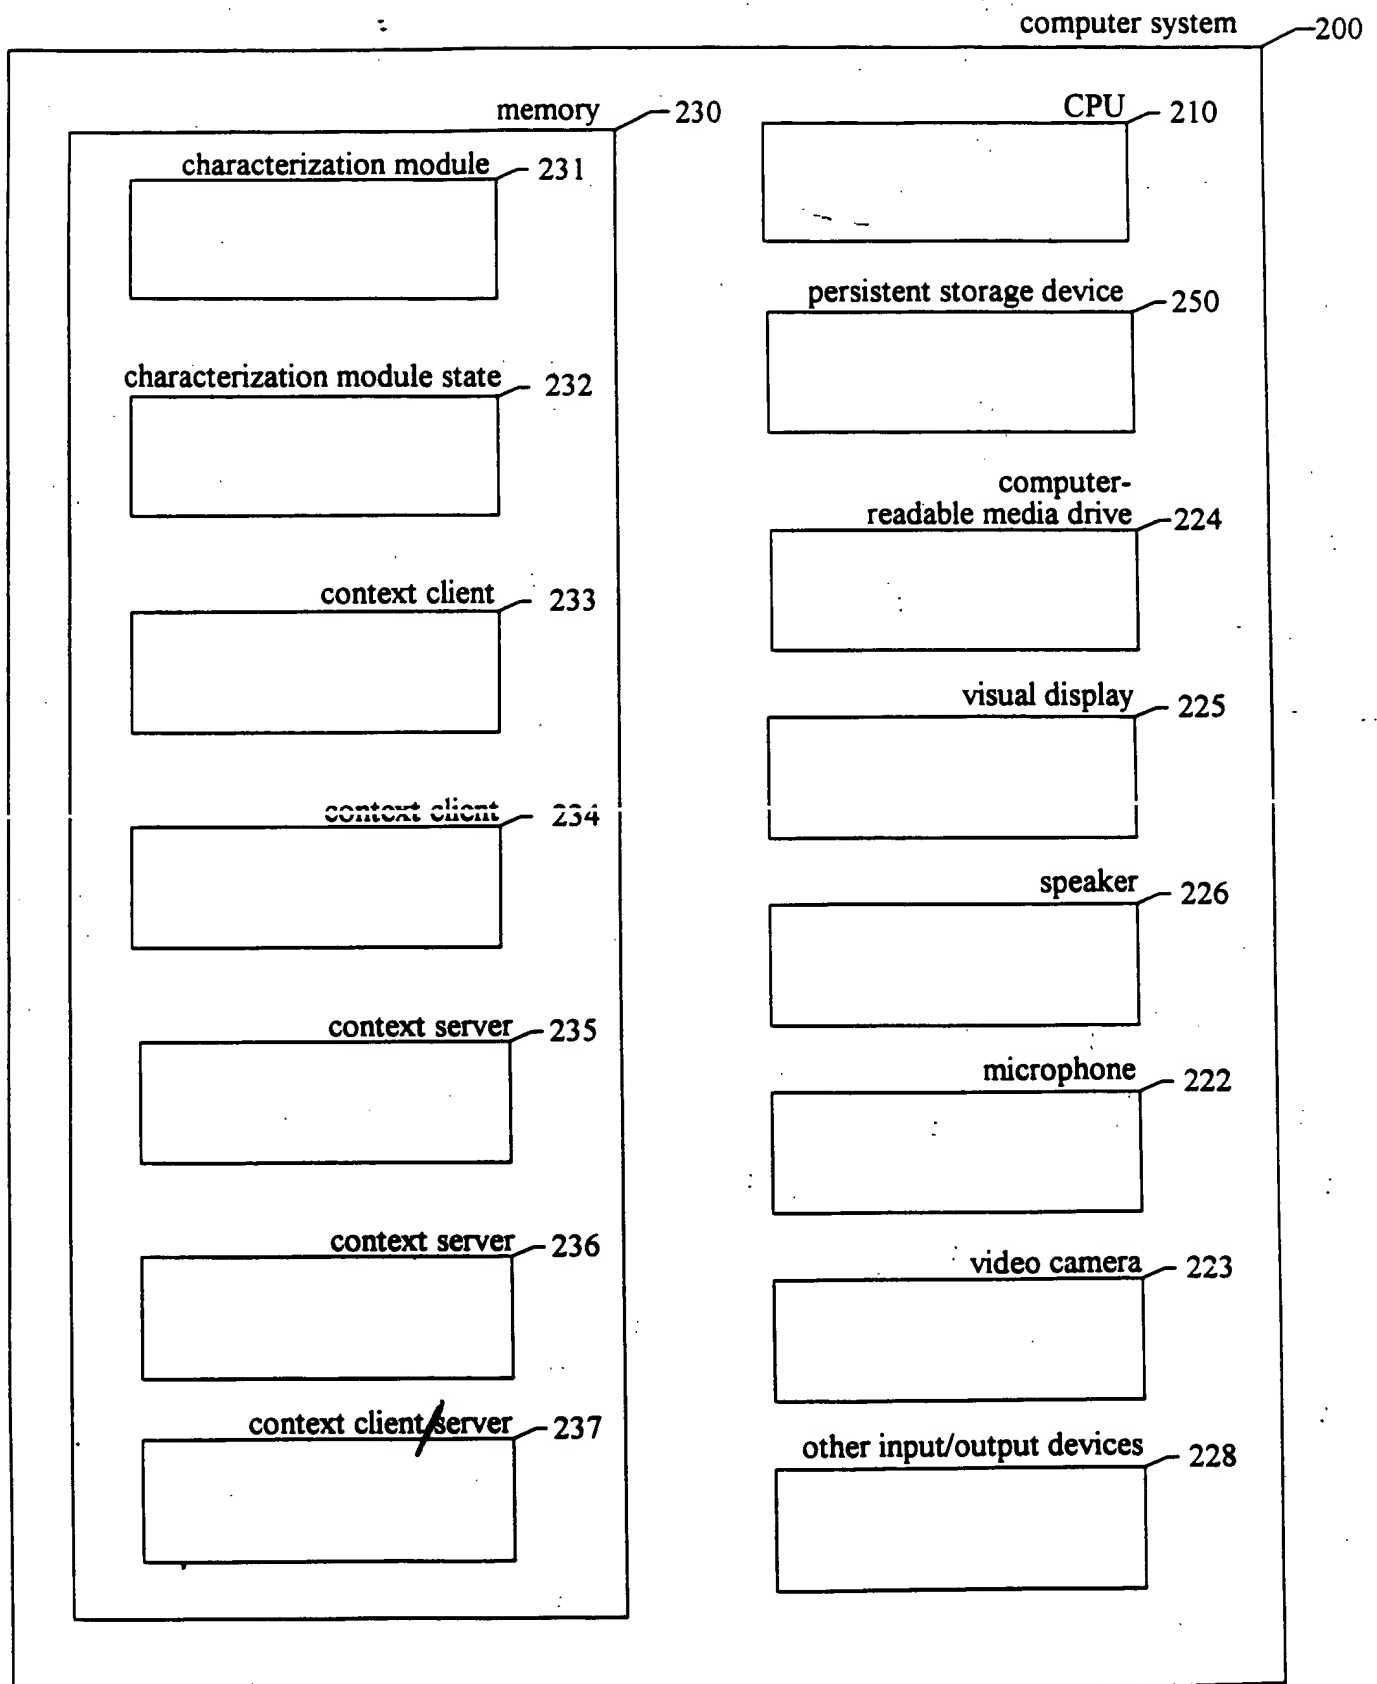 computer system 200
memory 230
characterization module 231
characterization module state 232
context client 233
context client 234
context server 235
context server 236
context client/server 237
CPU 210
persistent storage device 250
computer-
readable media drive 224
visual display 225
speaker 226
microphone 222
video camera 223
other input/output devices 228